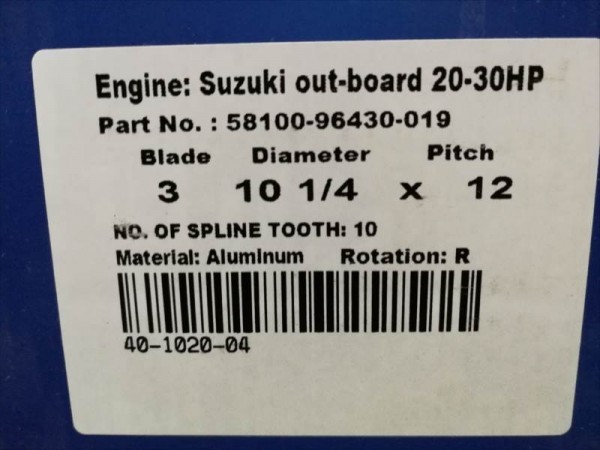 Engine: Suzuki out-board 20-30HP
Part No. : 58100-96430-019
Blade Diameter Pitch
3 10 1/4 x 12
NO. OF SPLINE TOOTH: 10
Material: Aluminum Rotation: R
40-1020-04